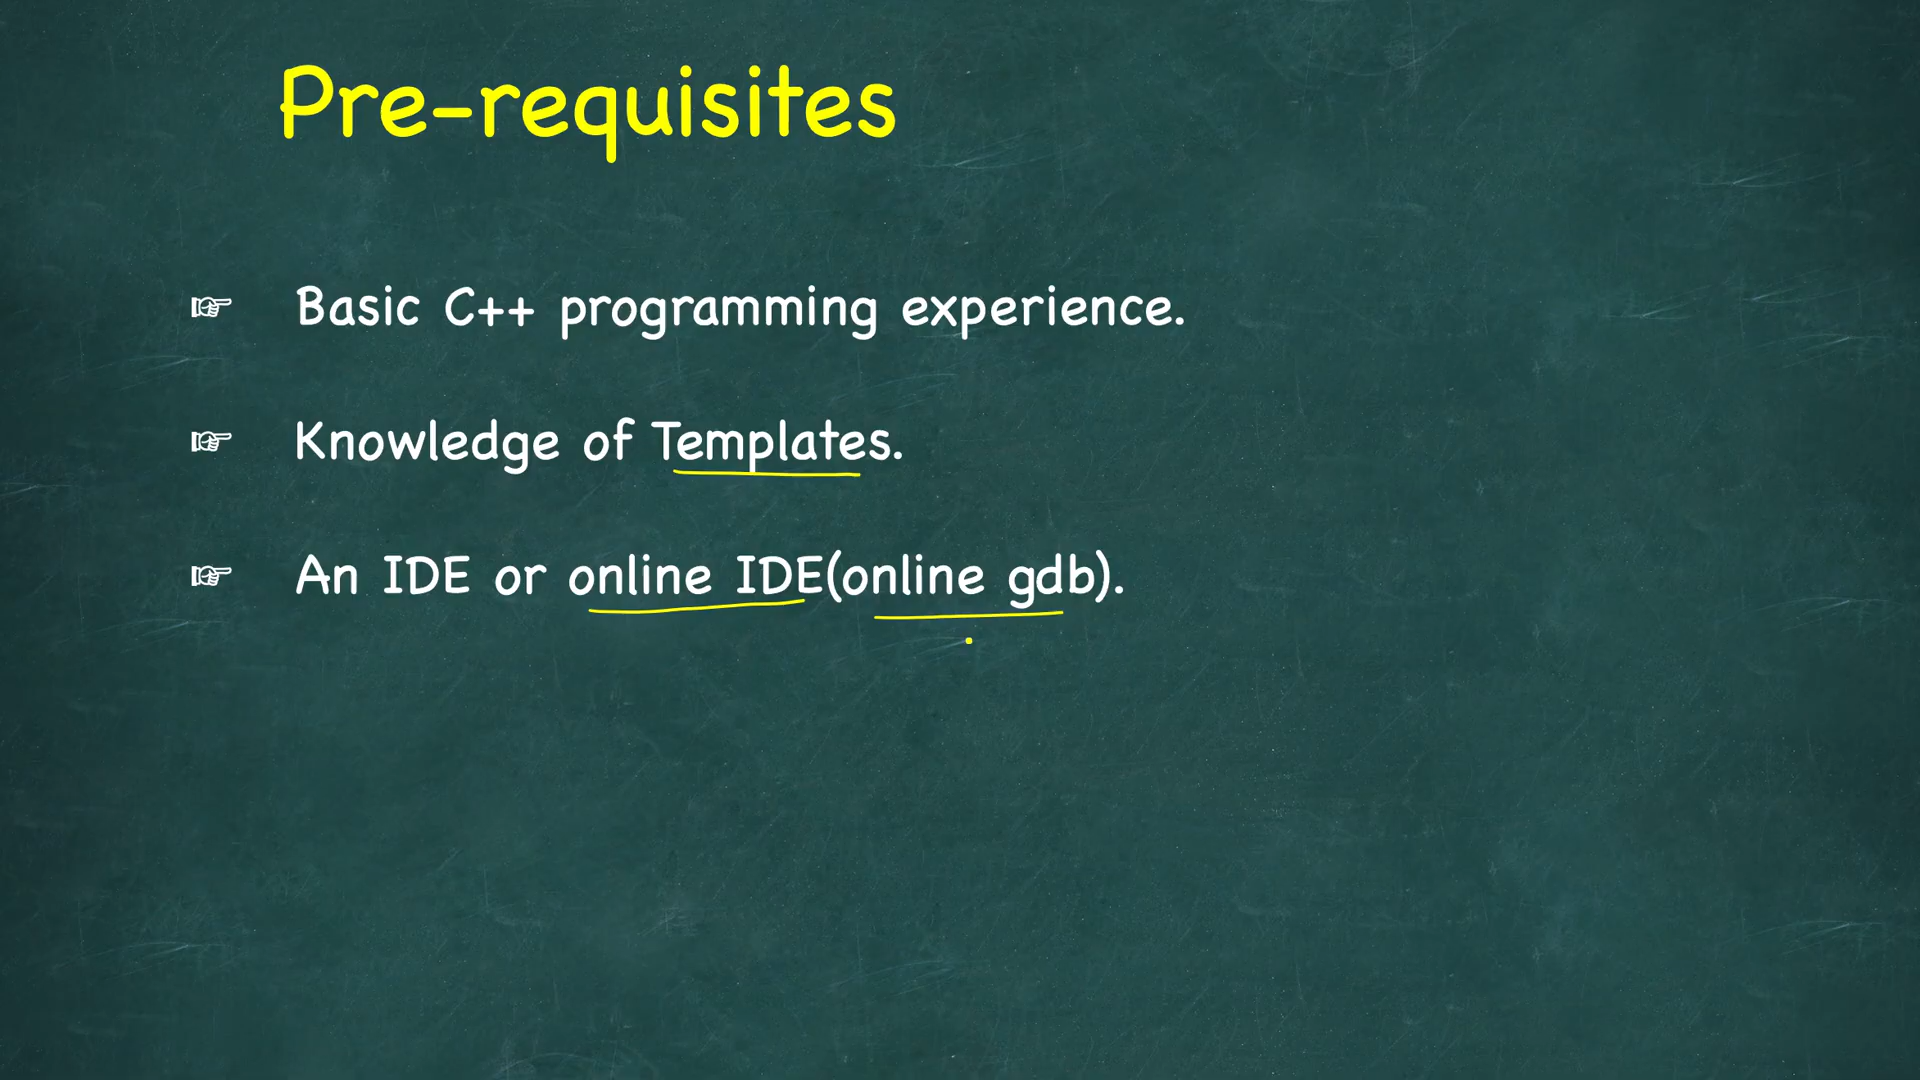 Pre-requisites
☞ Basic C++ programming experience.
☞ Knowledge of Templates.
☞ An IDE or online IDE(online gdb).